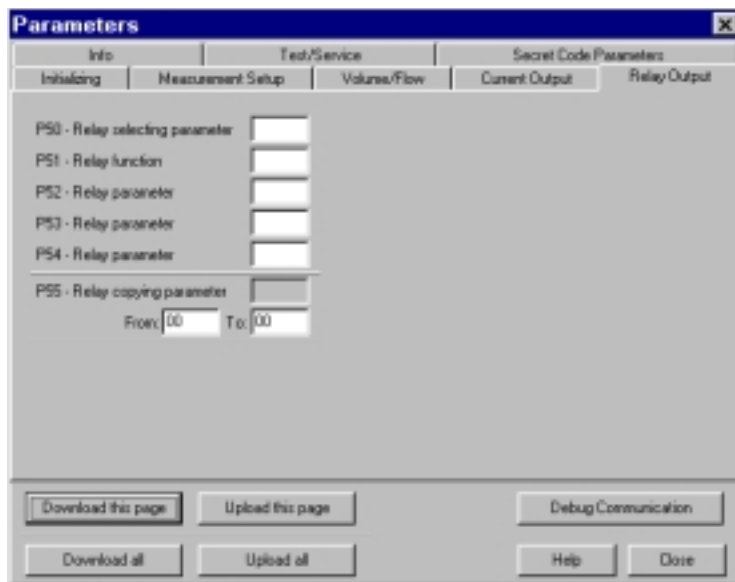 Parameters
Info Test/Service Secret Code Parameters
Initializing Measurement Setup Volume/Flow Current Output Relay Output
P50 - Relay selecting parameter
P51 - Relay function
P52 - Relay parameter
P53 - Relay parameter
P54 - Relay parameter
P55 - Relay copying parameter
From: 00 To: 00
Download this page Upload this page Debug Communication
Download all Upload all Help Close